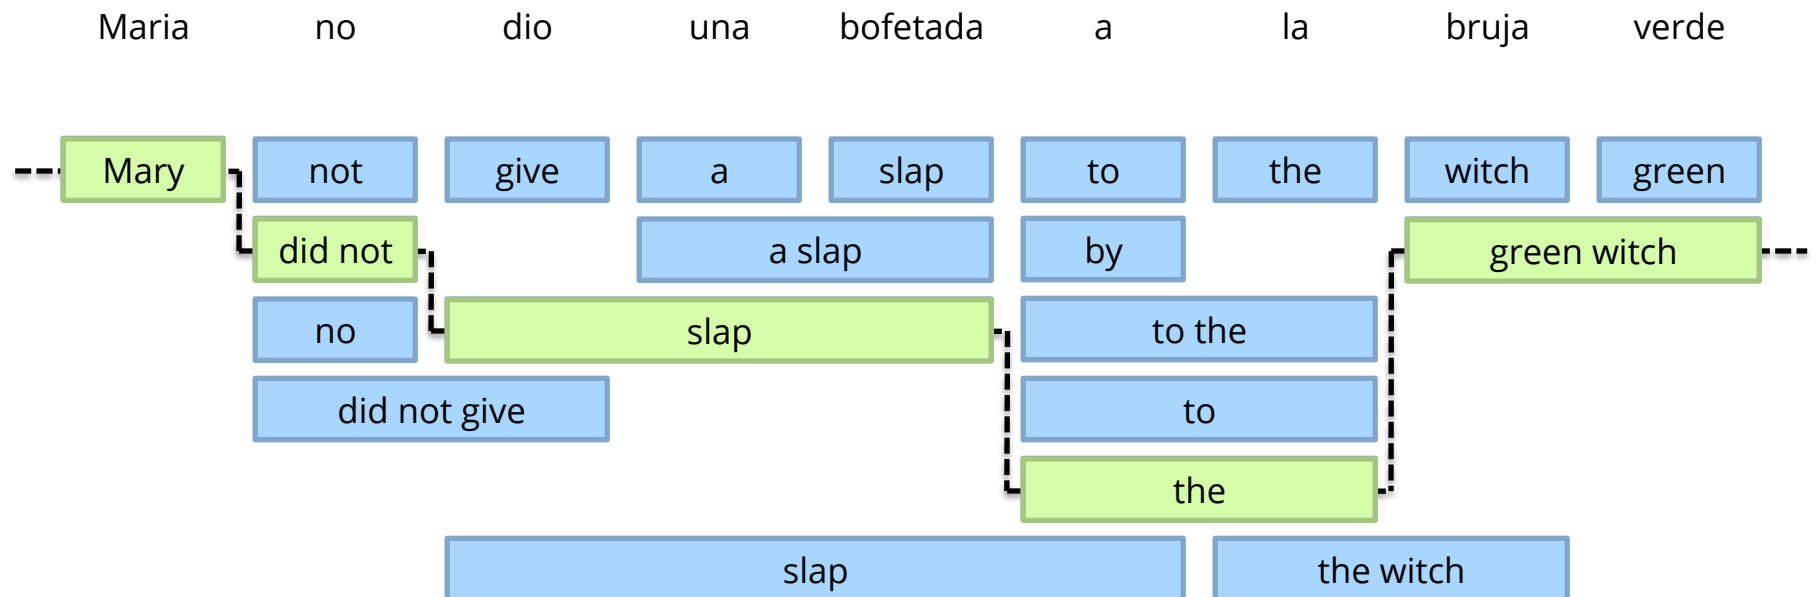 Maria no dio una bofetada a la bruja verde
Mary not give a slap to the witch green
did not a slap by green witch
no slap to the
did not give to
the
slap the witch